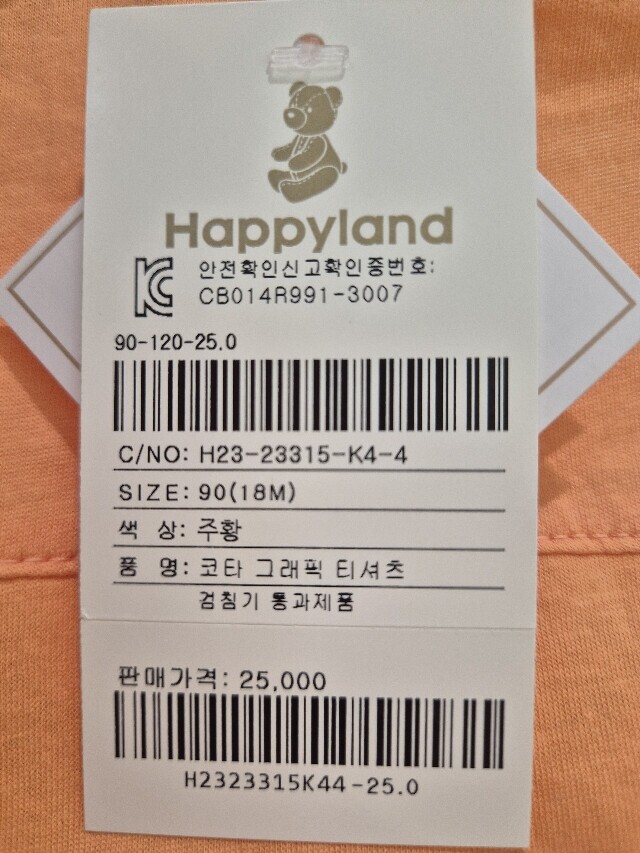 Happyland
안전확인신고확인증번호:
CB014R991-3007
90-120-25.0
C/NO: H23-23315-K4-4
SIZE: 90(18M)
색 상: 주황
품 명: 코타 그래픽 티셔츠
검침기 통과제품
판매가격: 25,000
H2323315K44-25.0